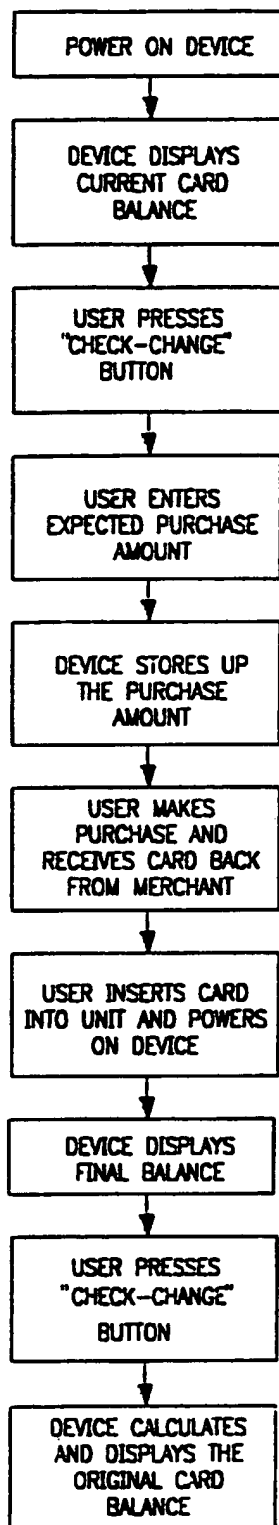 POWER ON DEVICE
DEVICE DISPLAYS
CURRENT CARD
BALANCE
USER PRESSES
"CHECK-CHANGE"
BUTTON
USER ENTERS
EXPECTED PURCHASE
AMOUNT
DEVICE STORES UP
THE PURCHASE
AMOUNT
USER MAKES
PURCHASE AND
RECEIVES CARD BACK
FROM MERCHANT
USER INSERTS CARD
INTO UNIT AND POWERS
ON DEVICE
DEVICE DISPLAYS
FINAL BALANCE
USER PRESSES
"CHECK-CHANGE"
BUTTON
DEVICE CALCULATES
AND DISPLAYS THE
ORIGINAL CARD
BALANCE